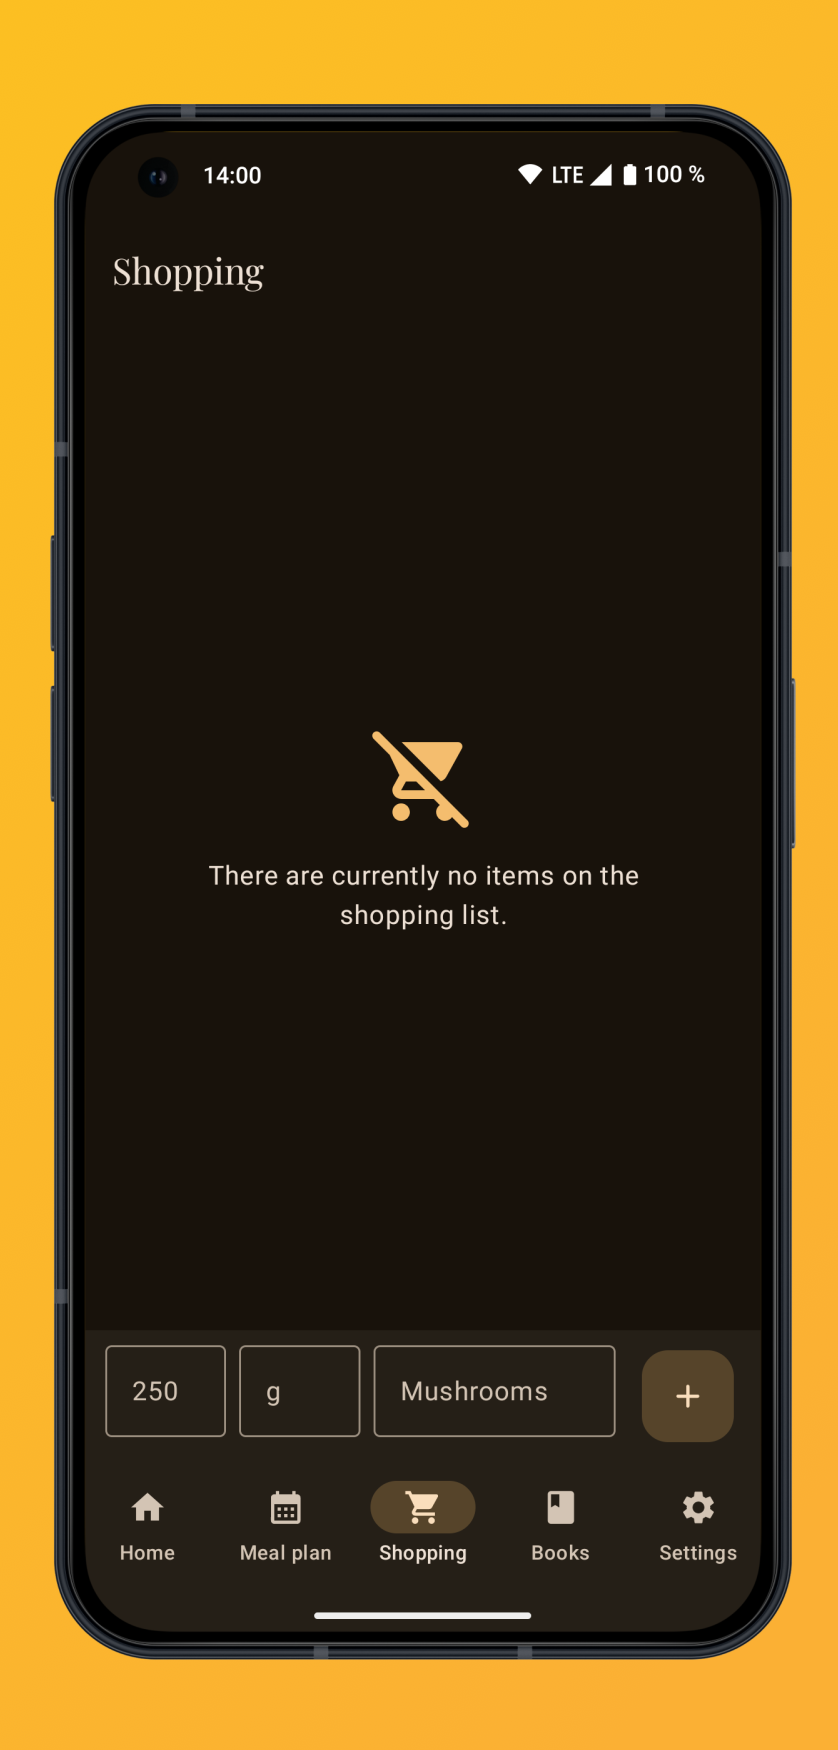 14:00 LTE 100 %
Shopping
There are currently no items on the
shopping list.
250 g Mushrooms
Home Meal plan Shopping Books Settings